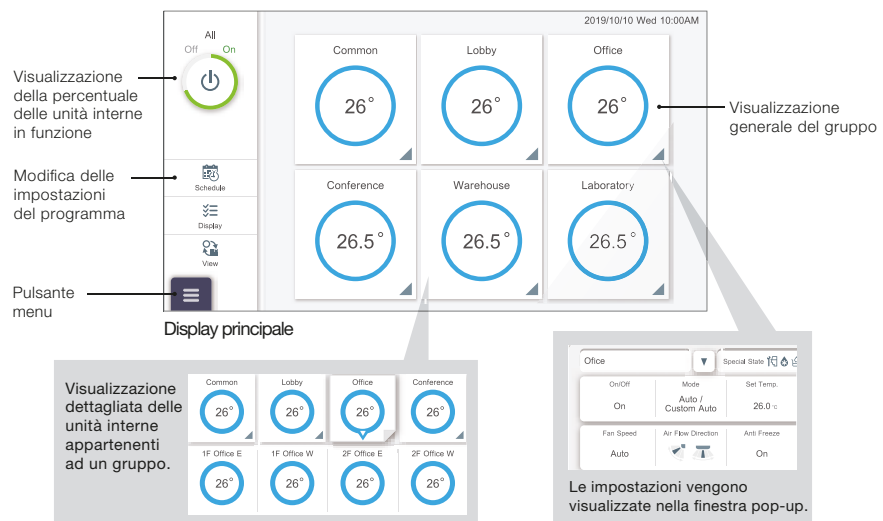 2019/10/10 Wed 10:00AM
All
Off On
Visualizzazione
della percentuale
delle unità interne
in funzione
Modifica delle
impostazioni
del programma
Schedule
Display
View
Pulsante
menu
Common
26°
Lobby
26°
Office
26°
Conference
26.5°
Warehouse
26.5°
Laboratory
26.5°
Visualizzazione
generale del gruppo
Display principale
Visualizzazione
dettagliata delle
unità interne
appartenenti
ad un gruppo.
Common
26°
Lobby
26°
Office
26°
Conference
26°
1F Office E
26°
1F Office W
26°
2F Office E
26°
2F Office W
26°
Ofiice
Special State
On/Off
On
Mode
Auto /
Custom Auto
Set Temp.
26.0 °C
Fan Speed
Auto
Air Flow Direction
Anti Freeze
On
Le impostazioni vengono
visualizzate nella finestra pop-up.